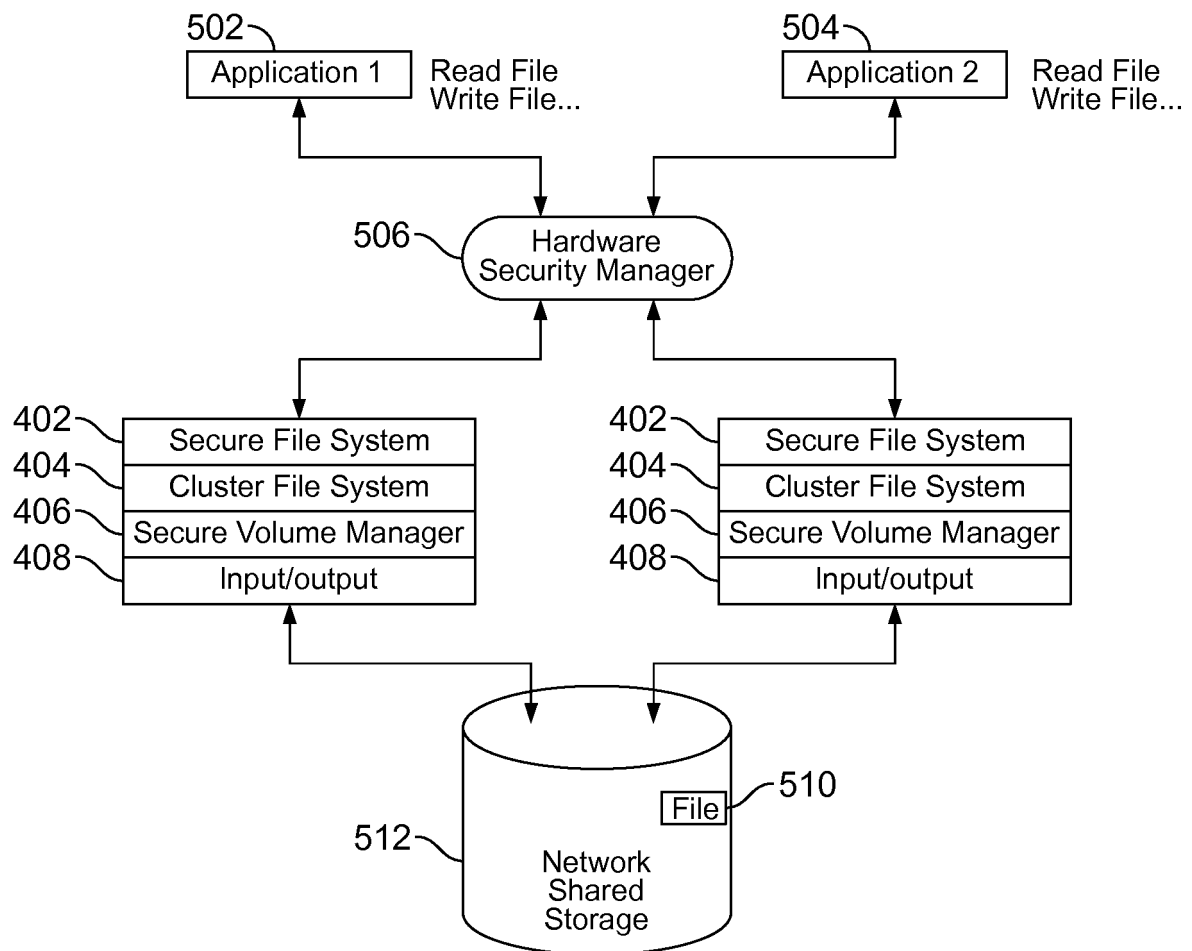 502
504
Application 1
Read File
Write File...
Application 2
Read File
Write File...
506
Hardware
Security Manager
402
Secure File System
404
Cluster File System
406
Secure Volume Manager
408
Input/output
402
Secure File System
404
Cluster File System
406
Secure Volume Manager
408
Input/output
510
File
512
Network
Shared
Storage